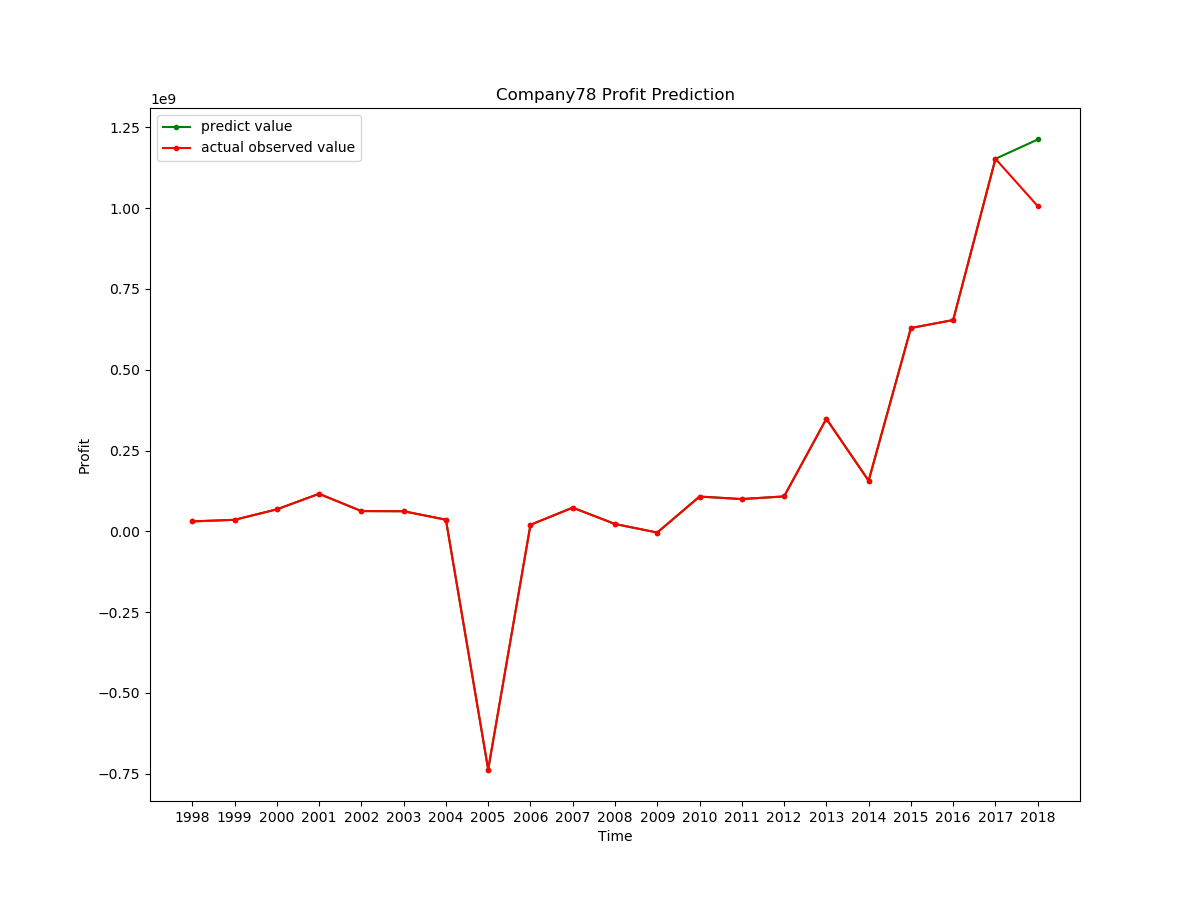 Company78 Profit Prediction
1e9
predict value
actual observed value
1.25
1.00
0.75
0.50
0.25
0.00
−0.25
−0.50
−0.75
Profit
1998 1999 2000 2001 2002 2003 2004 2005 2006 2007 2008 2009 2010 2011 2012 2013 2014 2015 2016 2017 2018
Time